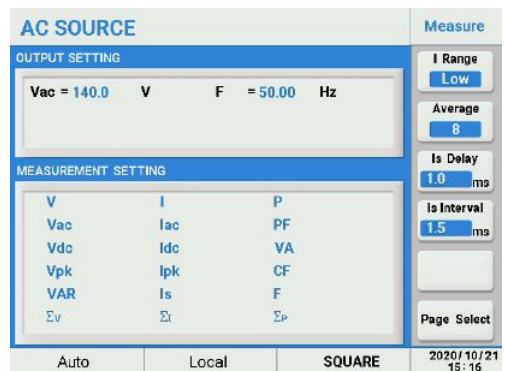 AC SOURCE
Measure
OUTPUT SETTING
Vac = 140.0 V F = 50.00 Hz
MEASUREMENT SETTING
V I P
Vac Iac PF
Vdc Idc VA
Vpk Ipk CF
VAR Is F
Σv Σı Σᴘ
I Range
Low
Average
8
Is Delay
1.0 ms
Is Interval
1.5 ms
Page Select
Auto Local SQUARE 2020/10/21
15:16